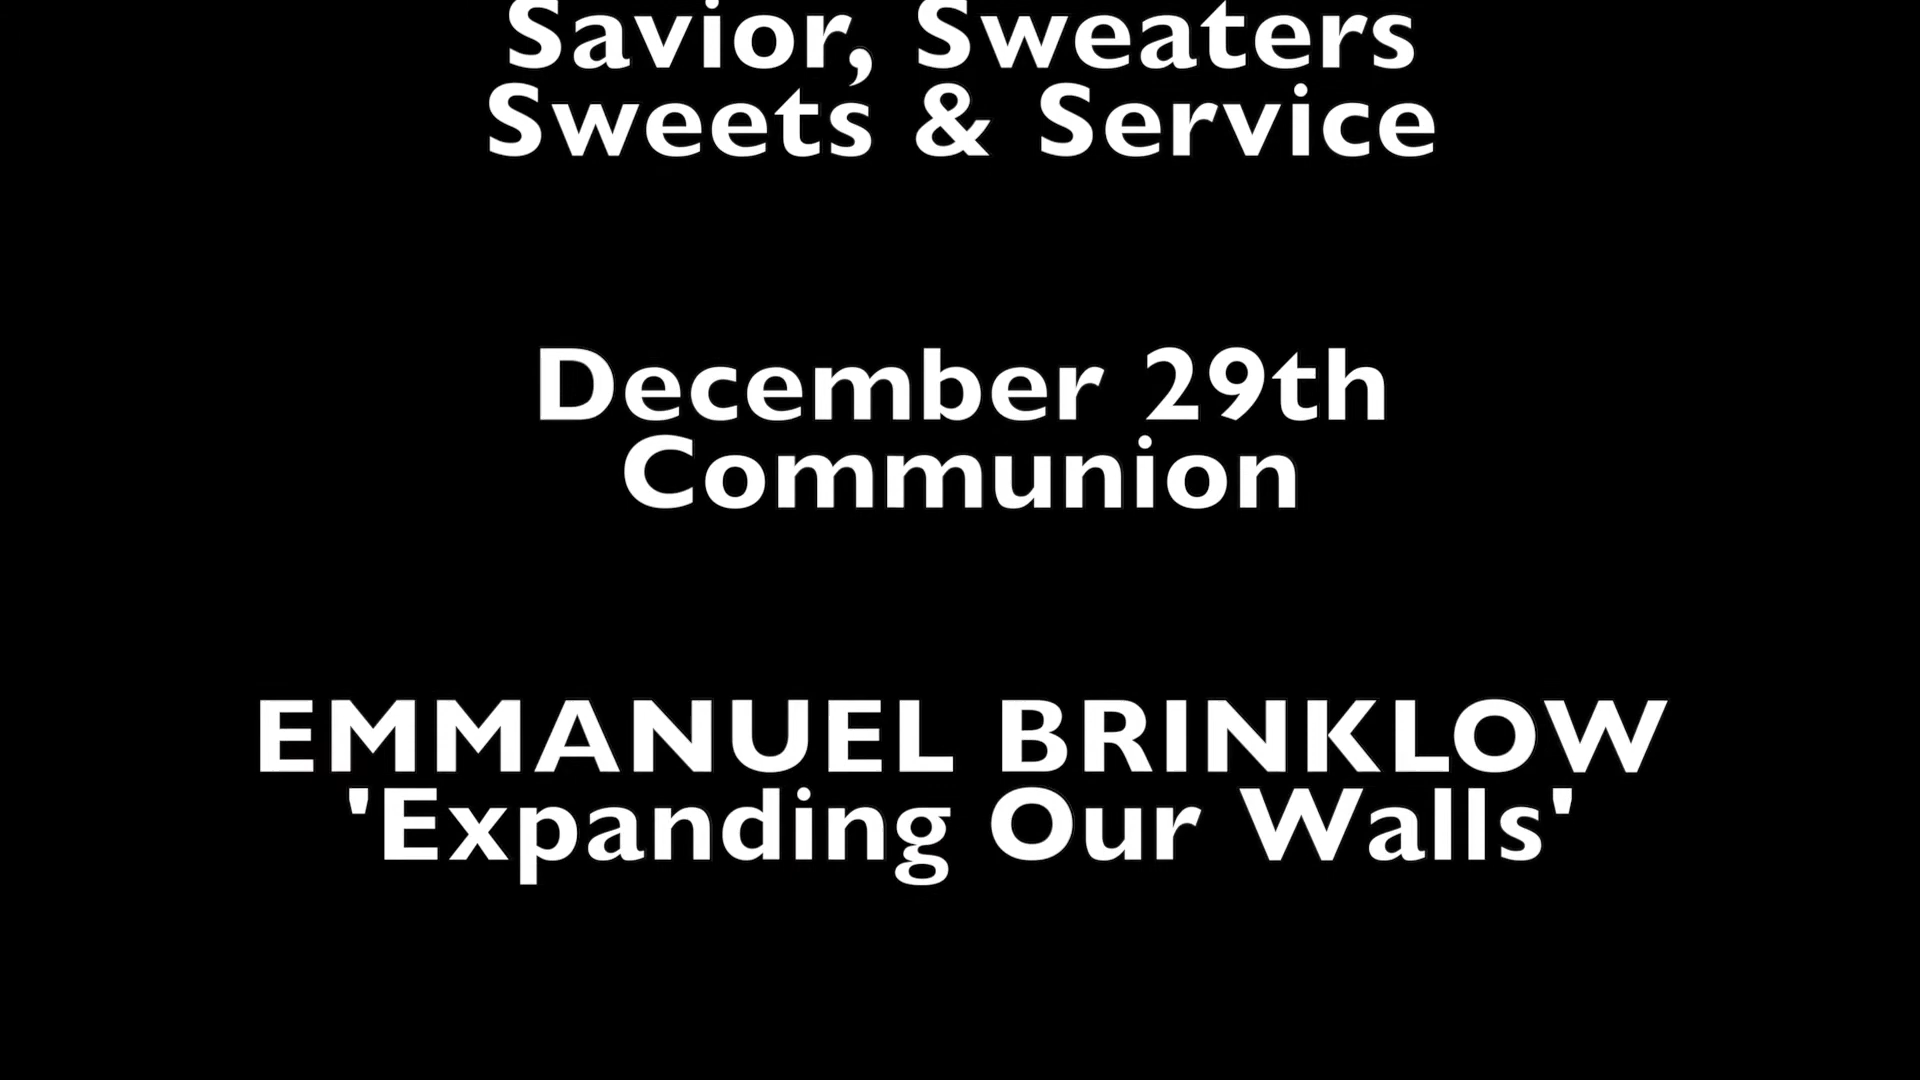 Savior, Sweaters
Sweets & Service
December 29th
Communion
EMMANUEL BRINKLOW
'Expanding Our Walls'